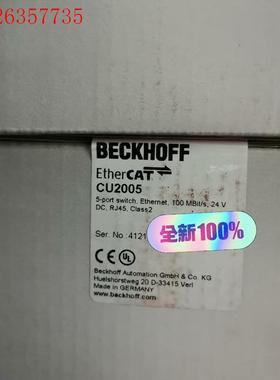 26357735
BECKHOFF
EtherCAT
CU2005
5-port switch, Ethernet, 100 MBit/s, 24 V
DC, RJ45, Class2
全新100%
Ser. No.: 4121
Beckhoff Automation GmbH & Co. KG
Huelshorstweg 20 D-33415 Verl
Made in GERMANY
www.beckhoff.com